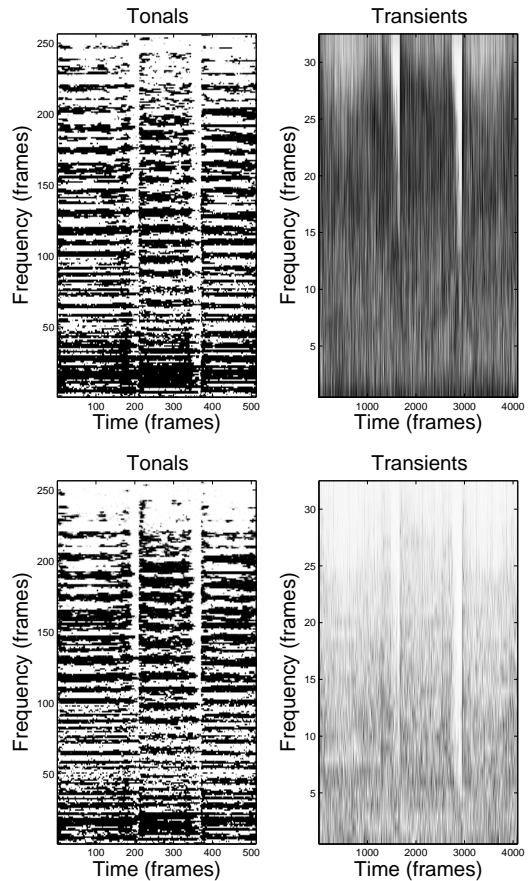 Tonals
250
200
150
100
50
Frequency (frames)
100 200 300 400 500
Time (frames)
Transients
30
25
20
15
10
5
Frequency (frames)
1000 2000 3000 4000
Time (frames)
Tonals
250
200
150
100
50
Frequency (frames)
100 200 300 400 500
Time (frames)
Transients
30
25
20
15
10
5
Frequency (frames)
1000 2000 3000 4000
Time (frames)